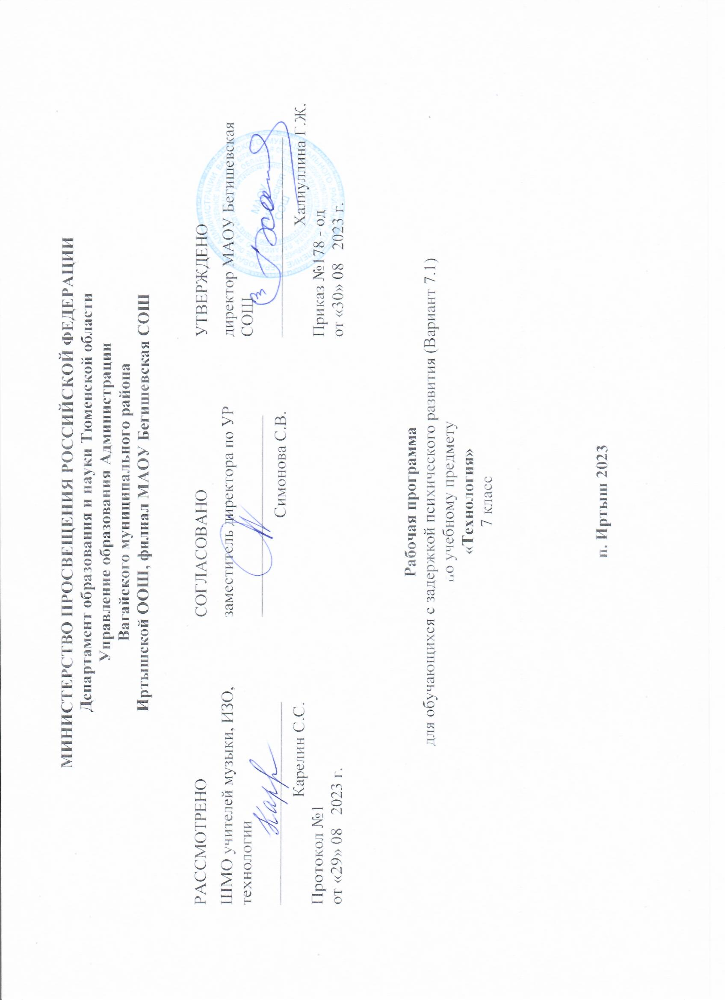 МИНИСТЕРСТВО ПРОСВЕЩЕНИЯ РОССИЙСКОЙ ФЕДЕРАЦИИ
Департамент образования и науки Тюменской области
Управление образования Администрации
Вагайского муниципального района
Иртышской ООШ, филиал МАОУ Бегишевская СОШ
РАССМОТРЕНО
ШМО учителей музыки, ИЗО,
технологии
Карелин С.С.
Протокол №1
от «29» 08 2023 г.
СОГЛАСОВАНО
заместитель директора по УР
Симонова С.В.
УТВЕРЖДЕНО
директор МАОУ Бегишевская
СОШ
Халиуллина Г.Ж.
Приказ №178 - од
от «30» 08 2023 г.
МАОУ
СОШ
Рабочая программа
для обучающихся с задержкой психического развития (Вариант 7.1)
по учебному предмету
«Технология»
7 класс
п. Иртыш 2023